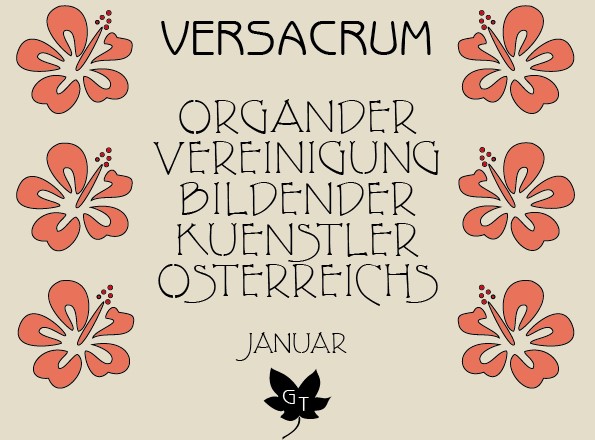 VERSACRUM
ORGANDER
VEREINIGUNG
BILDENDER
KUENSTLER
OSTERREICHS
JANUAR
GT